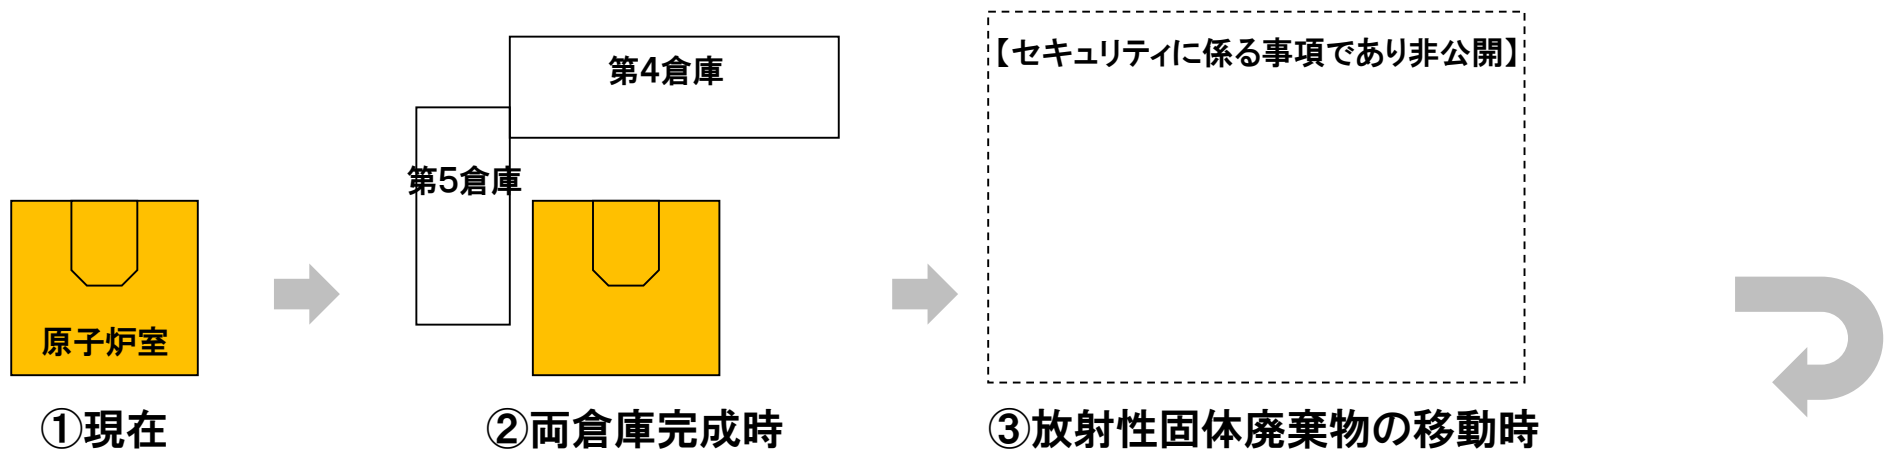 原子炉室
①現在
第4倉庫
第5倉庫
②両倉庫完成時
【セキュリティに係る事項であり非公開】
③放射性固体廃棄物の移動時